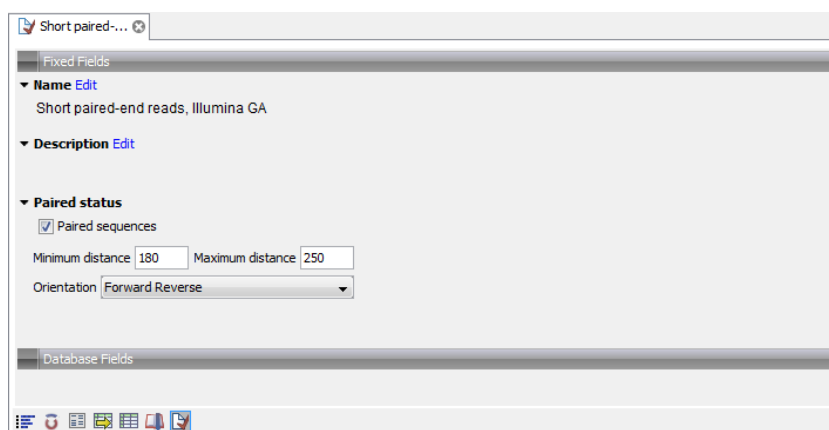 Short paired-...
Fixed Fields
Name Edit
Short paired-end reads, Illumina GA
Description Edit
Paired status
Paired sequences
Minimum distance 180 Maximum distance 250
Orientation Forward Reverse
Database Fields